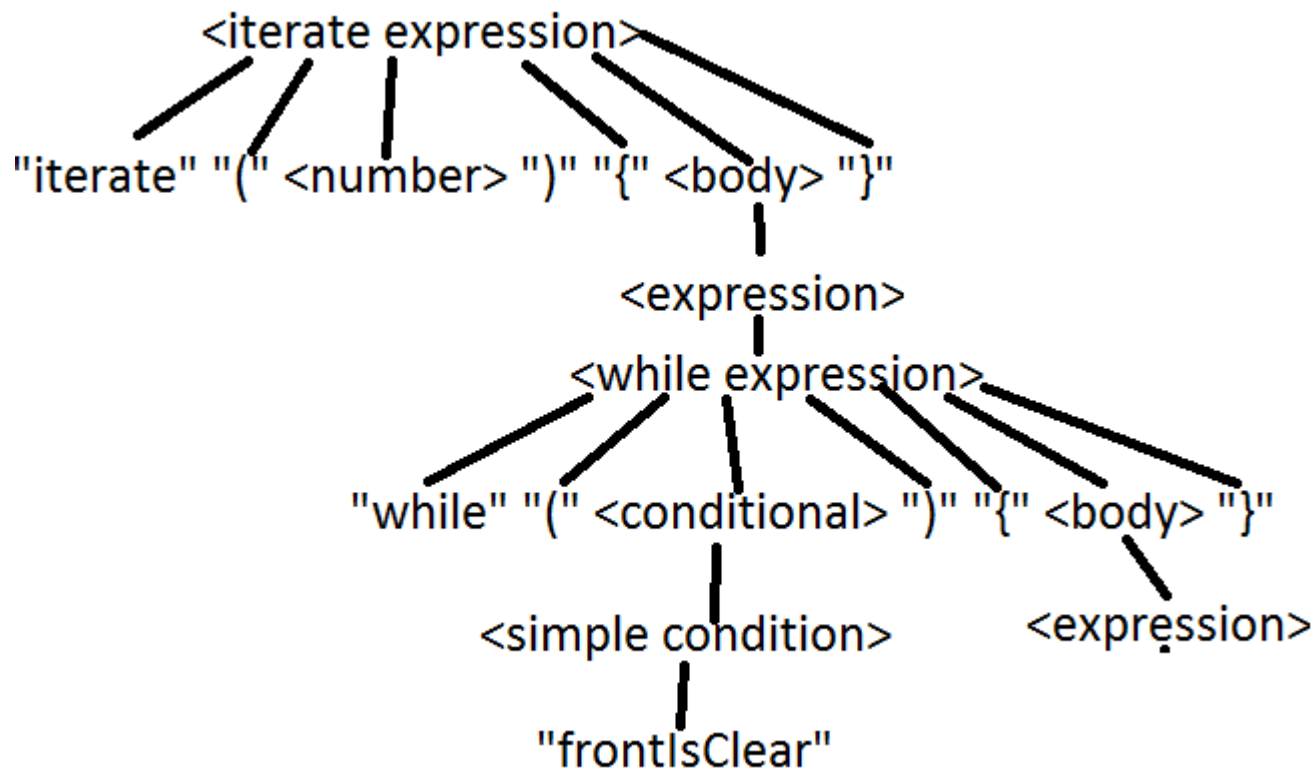 <iterate expression>
"iterate" "(" <number> ")" "{" <body> "}"
<expression>
<while expression>
"while" "(" <conditional> ")" "{" <body> "}"
<simple condition> <expression>
"frontIsClear"